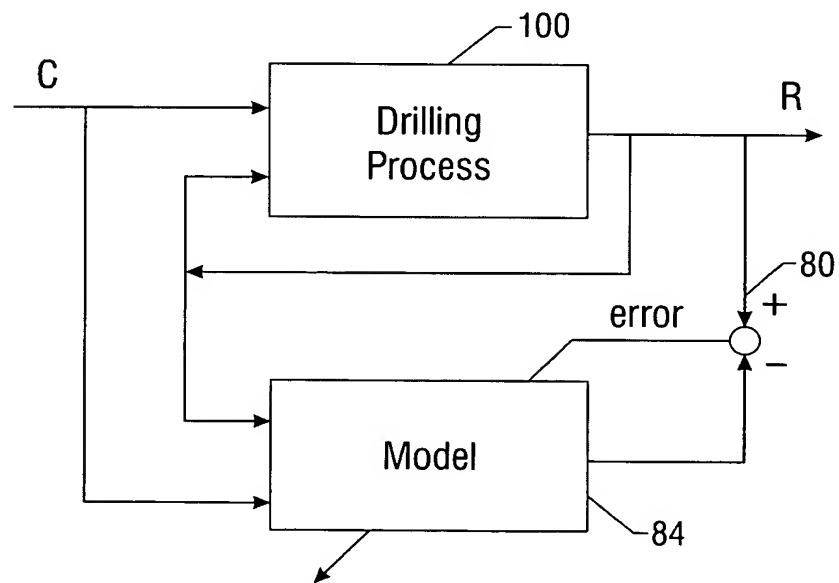 100
C
R
Drilling
Process
80
+
error
−
Model
84